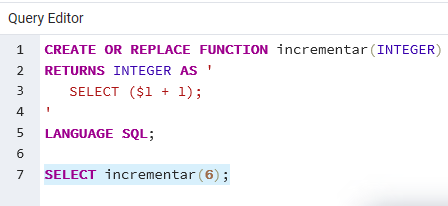 Query Editor
1 CREATE OR REPLACE FUNCTION incrementar(INTEGER)
2 RETURNS INTEGER AS '
3 SELECT ($1 + 1);
4 '
5 LANGUAGE SQL;
6
7 SELECT incrementar(6);